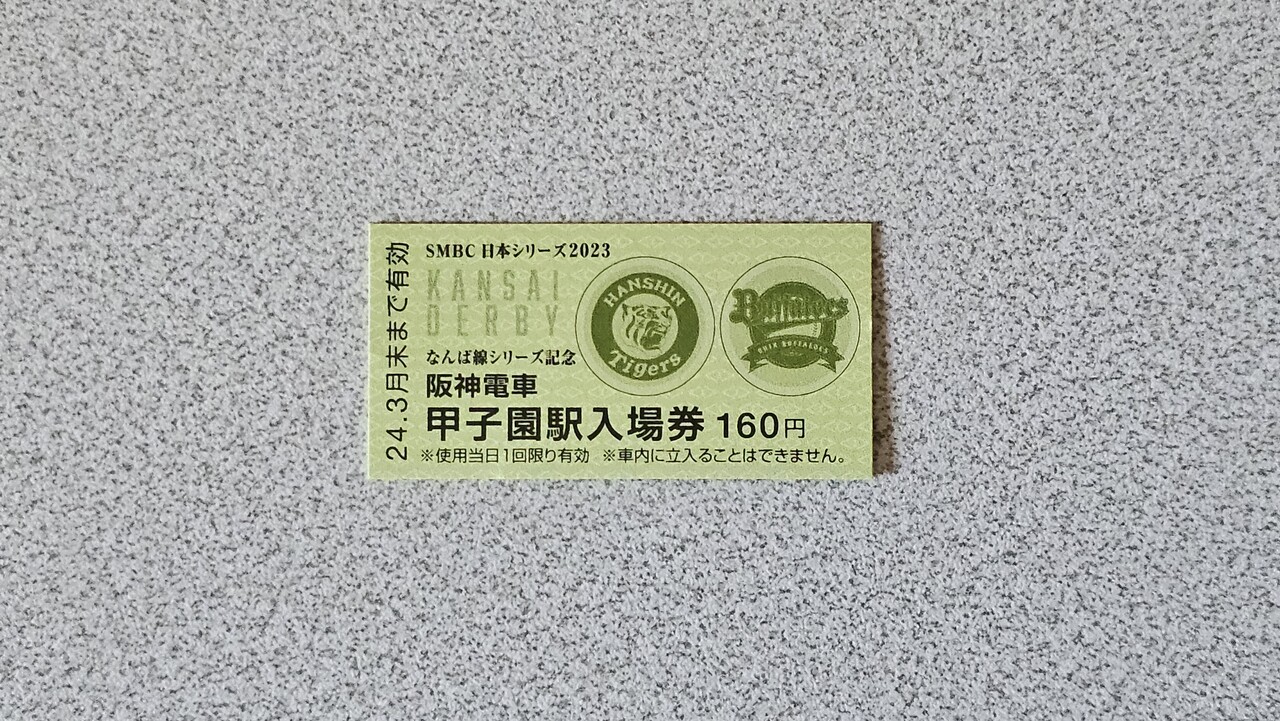 24.3月末まで有効
SMBC 日本シリーズ2023
KANSAI
DERBY
HANSHIN
Tigers
Buffaloes
ORIX BUFFALOES
なんば線シリーズ記念
阪神電車
甲子園駅入場券 160円
※使用当日1回限り有効 ※車内に立入ることはできません。